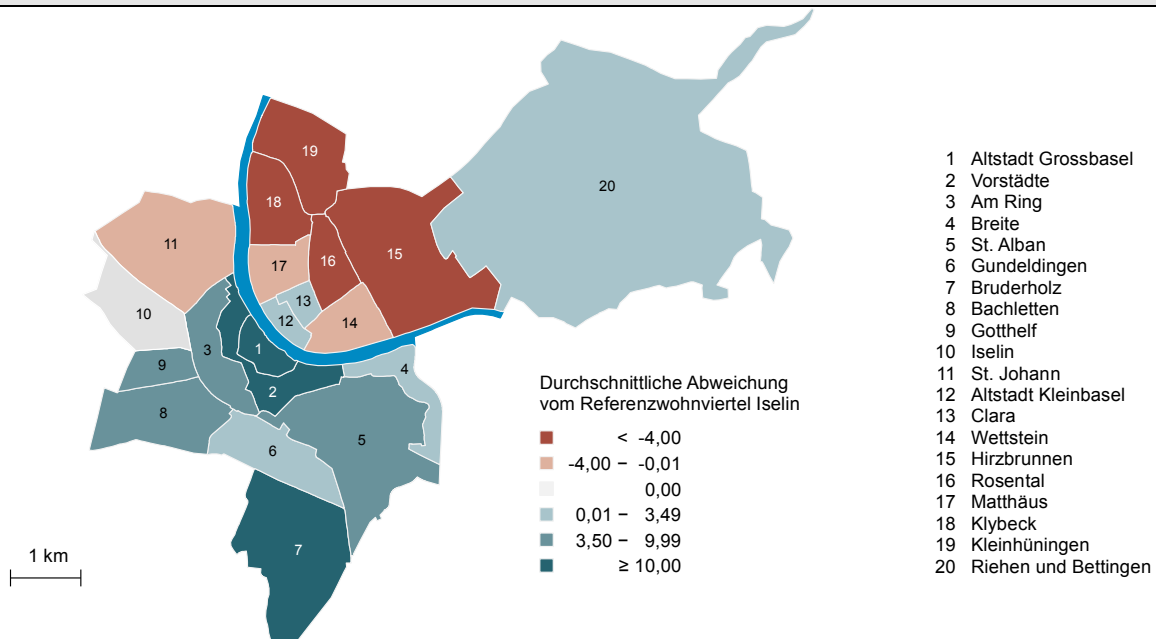 19
20
18
11
17
16
15
13
10
12
14
1
3
4
9
2
8
5
6
7
1 km
Durchschnittliche Abweichung
vom Referenzwohnviertel Iselin
< -4,00
-4,00 – -0,01
0,00
0,01 – 3,49
3,50 – 9,99
≥ 10,00
1 Altstadt Grossbasel
2 Vorstädte
3 Am Ring
4 Breite
5 St. Alban
6 Gundeldingen
7 Bruderholz
8 Bachletten
9 Gotthelf
10 Iselin
11 St. Johann
12 Altstadt Kleinbasel
13 Clara
14 Wettstein
15 Hirzbrunnen
16 Rosental
17 Matthäus
18 Klybeck
19 Kleinhüningen
20 Riehen und Bettingen